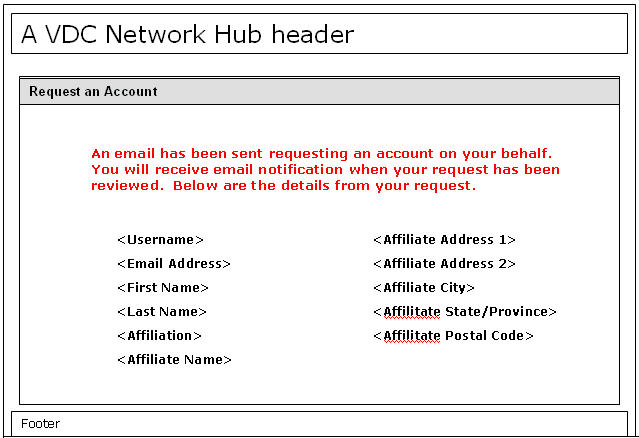 A VDC Network Hub header
Request an Account
An email has been sent requesting an account on your behalf.
You will receive email notification when your request has been
reviewed.  Below are the details from your request.
<Username>
<Email Address>
<First Name>
<Last Name>
<Affiliation>
<Affiliate Name>
<Affiliate Address 1>
<Affiliate Address 2>
<Affiliate City>
<Affilitate State/Province>
<Affilitate Postal Code>
Footer